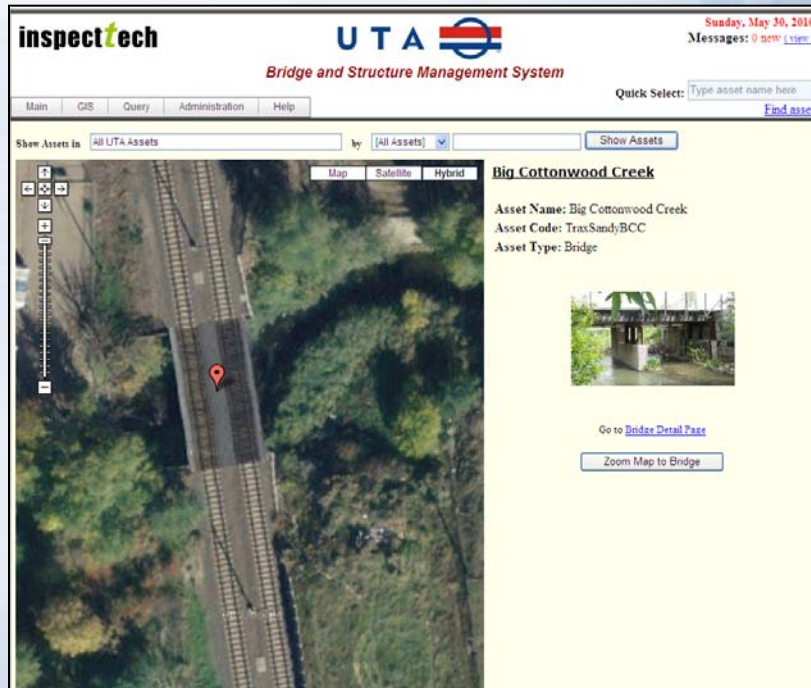 inspecttech
UTA
Bridge and Structure Management System
Sunday, May 30, 2010
Messages: 0 new (view
Quick Select: Type asset name here
Find asse
Main GIS Query Administration Help
Show Assets in All UTA Assets by [All Assets] Show Assets
Map Satellite Hybrid
Big Cottonwood Creek
Asset Name: Big Cottonwood Creek
Asset Code: TraxSandyBCC
Asset Type: Bridge
Go to Bridge Detail Page
Zoom Map to Bridge